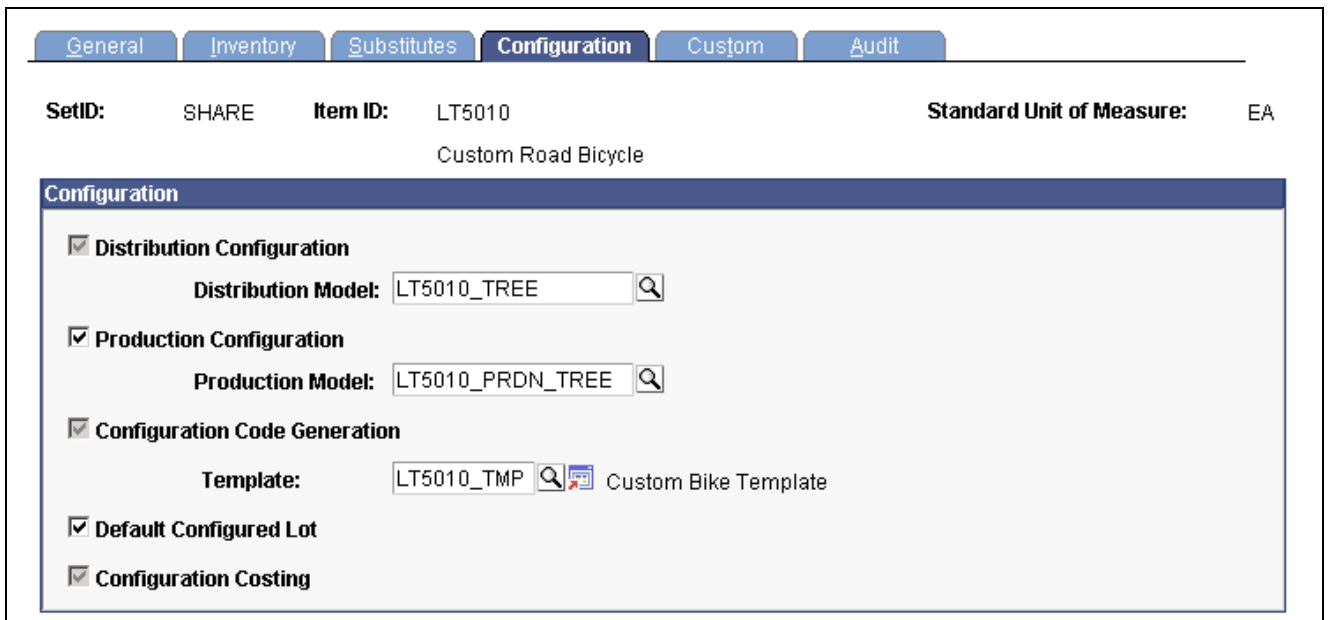 General Inventory Substitutes Configuration Custom Audit
SetID: SHARE Item ID: LT5010 Standard Unit of Measure: EA
Custom Road Bicycle
Configuration
Distribution Configuration
Distribution Model: LT5010_TREE
Production Configuration
Production Model: LT5010_PRDN_TREE
Configuration Code Generation
Template: LT5010_TMP Custom Bike Template
Default Configured Lot
Configuration Costing